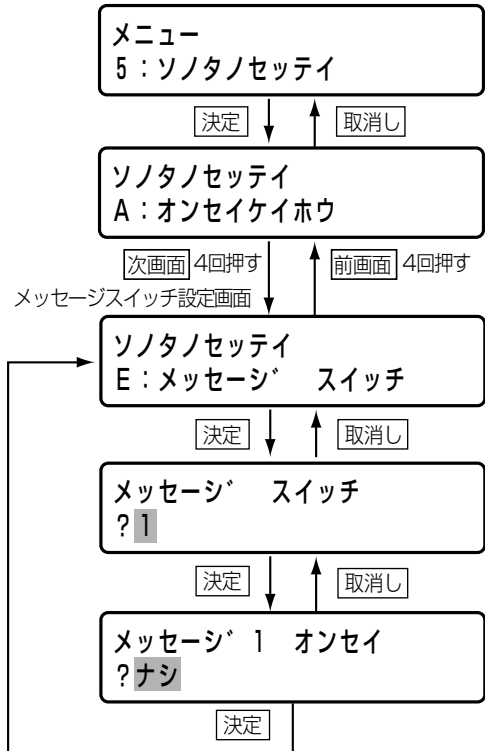 メニュー
5：ソノタノセッテイ
決定 取消し
ソノタノセッテイ
A：オンセイケイホウ
次画面 4回押す 前画面 4回押す
メッセージスイッチ設定画面
ソノタノセッテイ
E：メッセーシ゛ スイッチ
決定 取消し
メッセーシ゛ スイッチ
?1
決定 取消し
メッセーシ゛1 オンセイ
?ナシ
決定